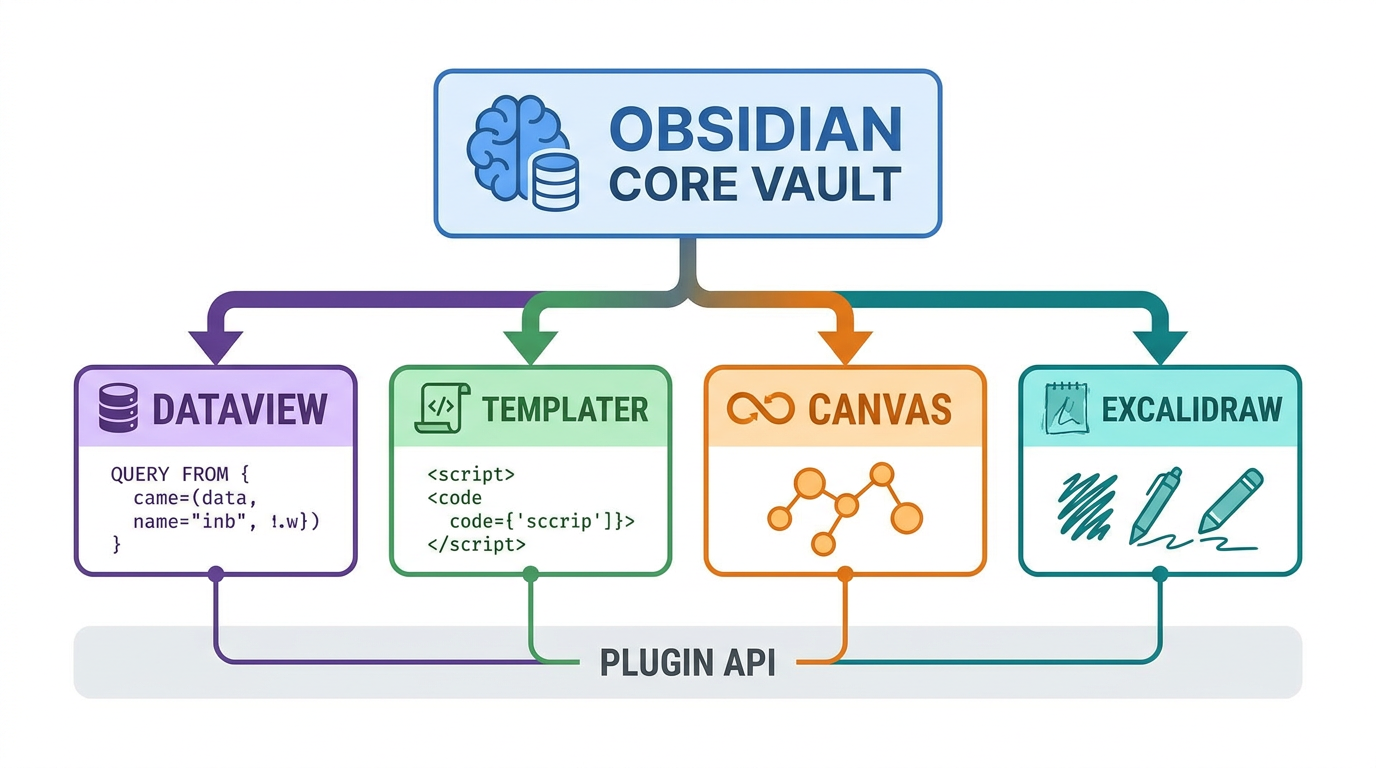 OBSIDIAN
CORE VAULT
DATAVIEW
QUERY FROM {
came=(data,
name="inb", !.w})
}
TEMPLATER
</>
<script>
<code
code={'sccrip']}>
</script>
CANVAS
EXCALIDRAW
PLUGIN API